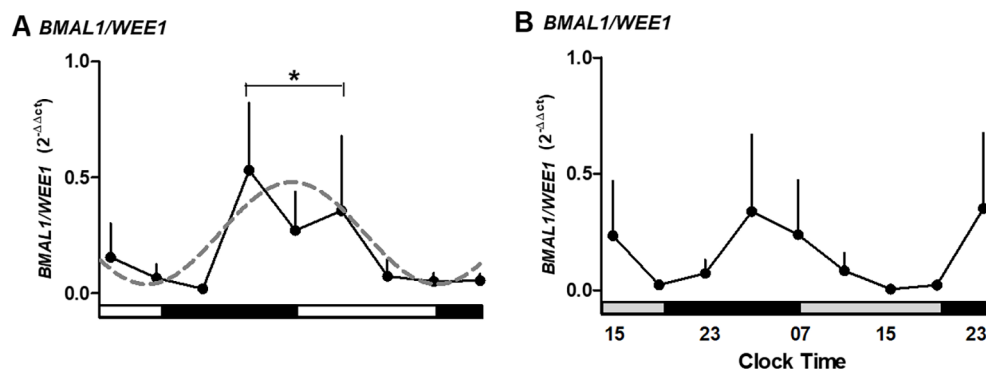 A BMAL1/WEE1
1.0
0.5
0.0
BMAL1/WEE1 (2-ΔΔct)
*
B BMAL1/WEE1
1.0
0.5
0.0
BMAL1/WEE1 (2-ΔΔct)
15 23 07 15 23
Clock Time